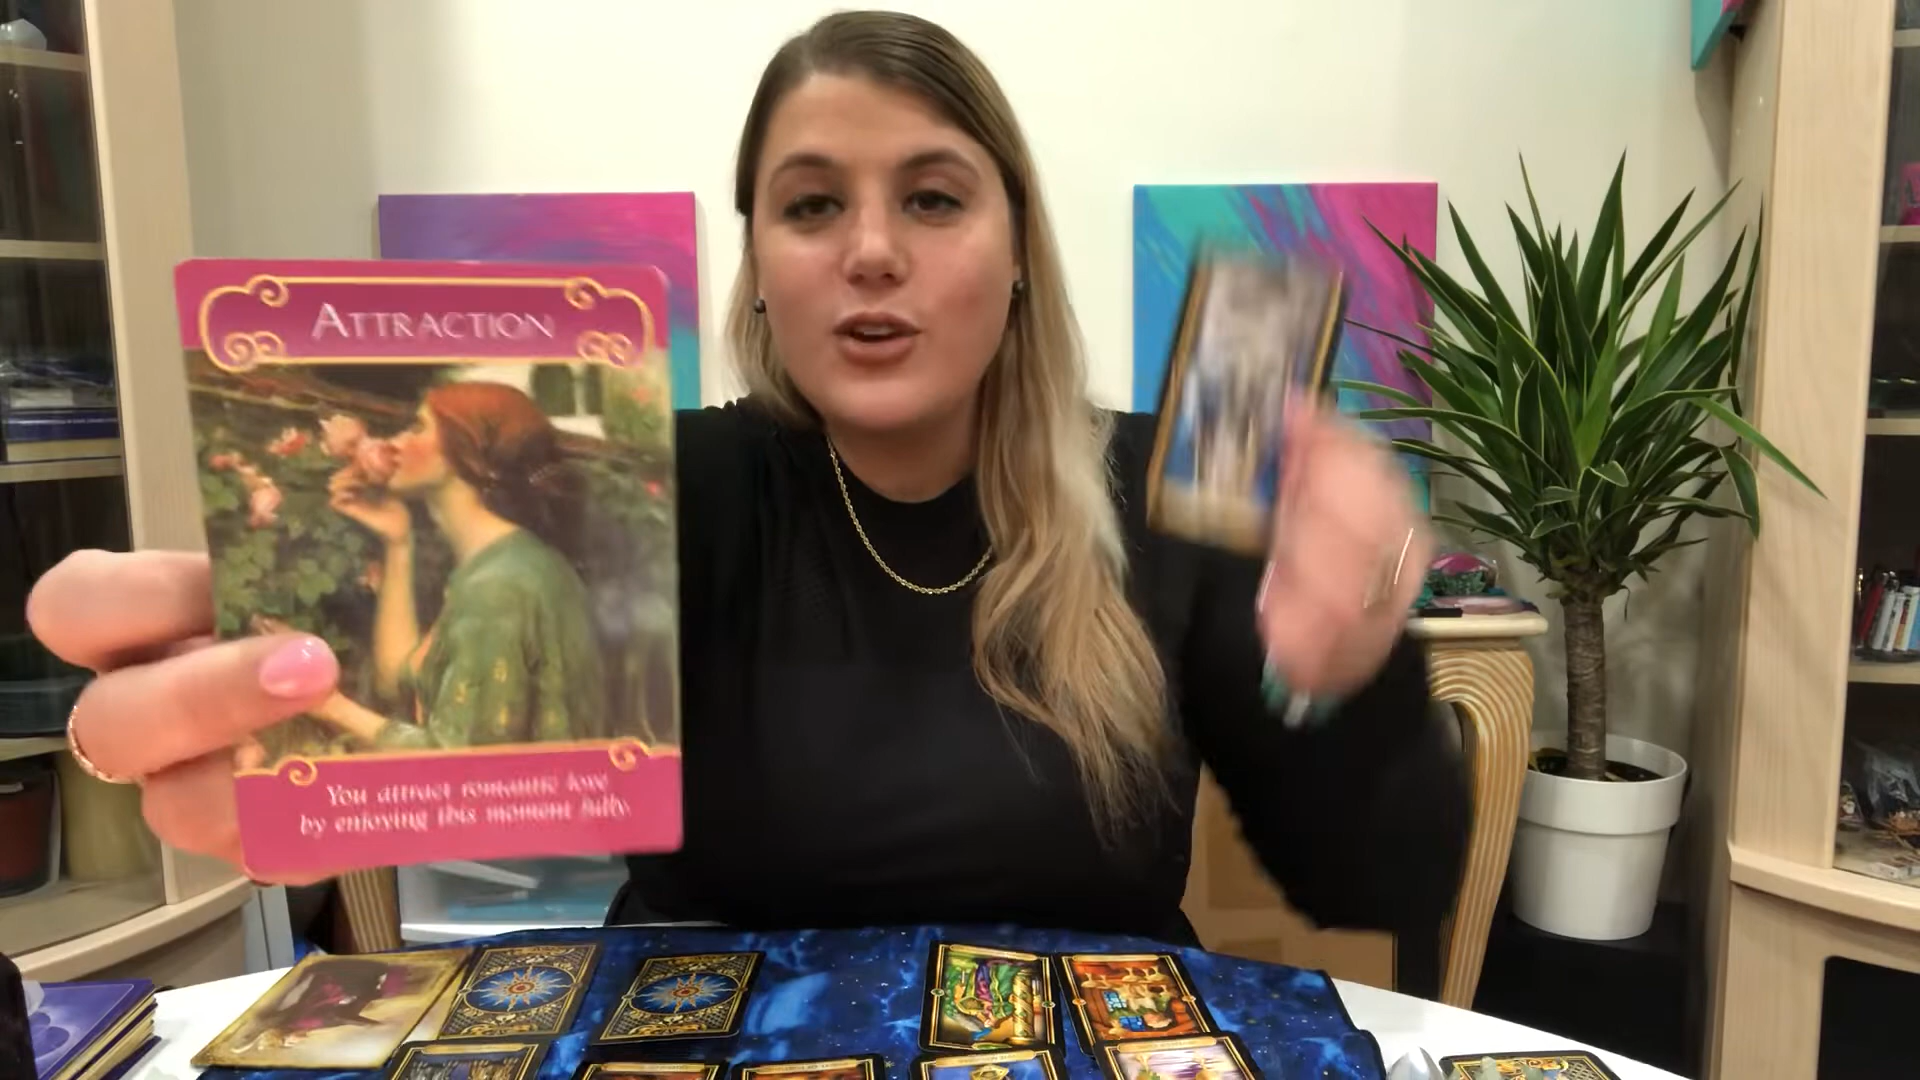 ATTRACTION
You attract romantic love
by enjoying this moment fully.